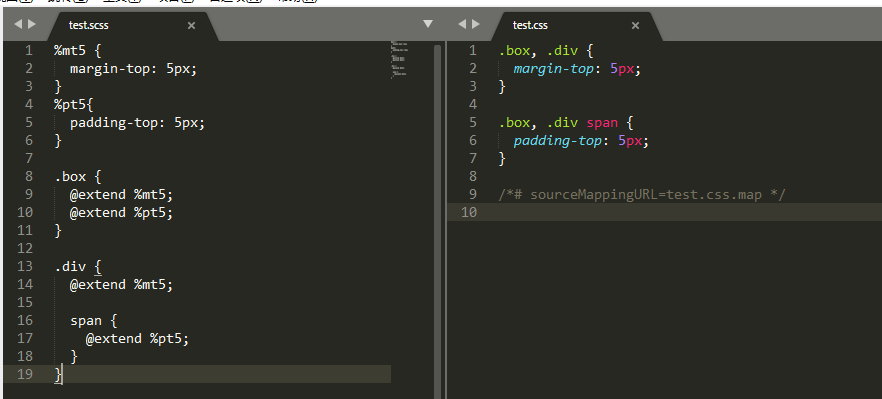 test.scss ×
1 %mt5 {
2   margin-top: 5px;
3 }
4 %pt5{
5   padding-top: 5px;
6 }
7
8 .box {
9   @extend %mt5;
10   @extend %pt5;
11 }
12
13 .div {
14   @extend %mt5;
15
16   span {
17     @extend %pt5;
18   }
19 }
test.css ×
1 .box, .div {
2   margin-top: 5px;
3 }
4
5 .box, .div span {
6   padding-top: 5px;
7 }
8
9 /*# sourceMappingURL=test.css.map */
10